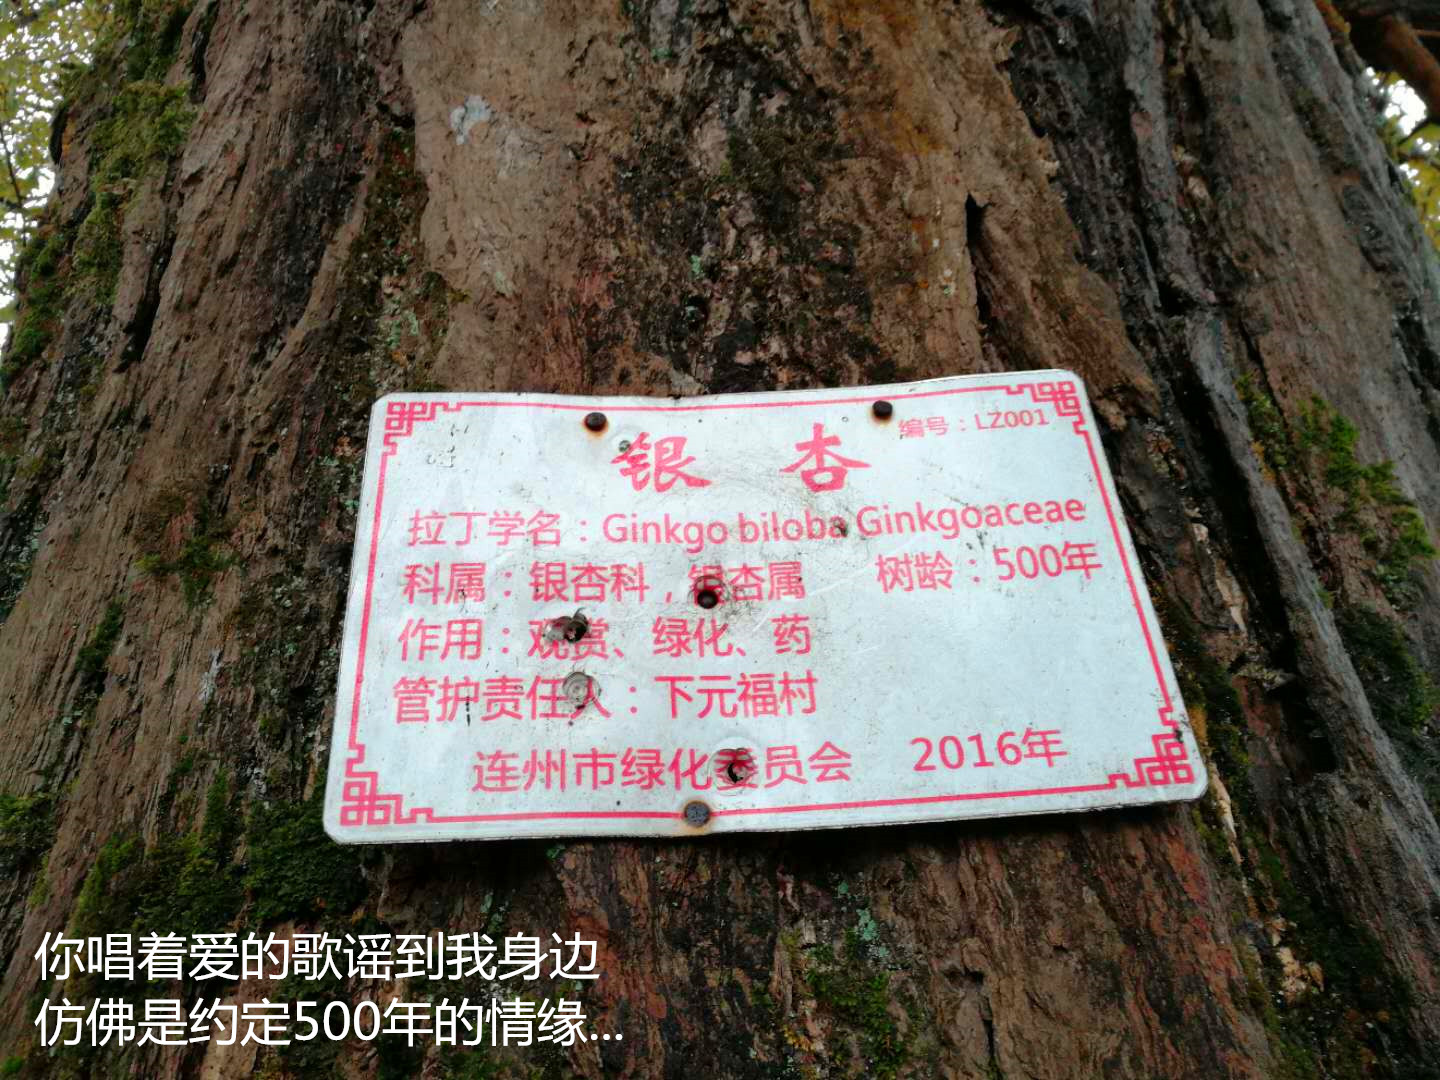 编号：LZ001
银 杏
拉丁学名：Ginkgo biloba Ginkgoaceae
科属：银杏科，银杏属 树龄：500年
作用：观赏、绿化、药
管护责任人：下元福村
连州市绿化委员会 2016年
你唱着爱的歌谣到我身边
仿佛是约定500年的情缘...